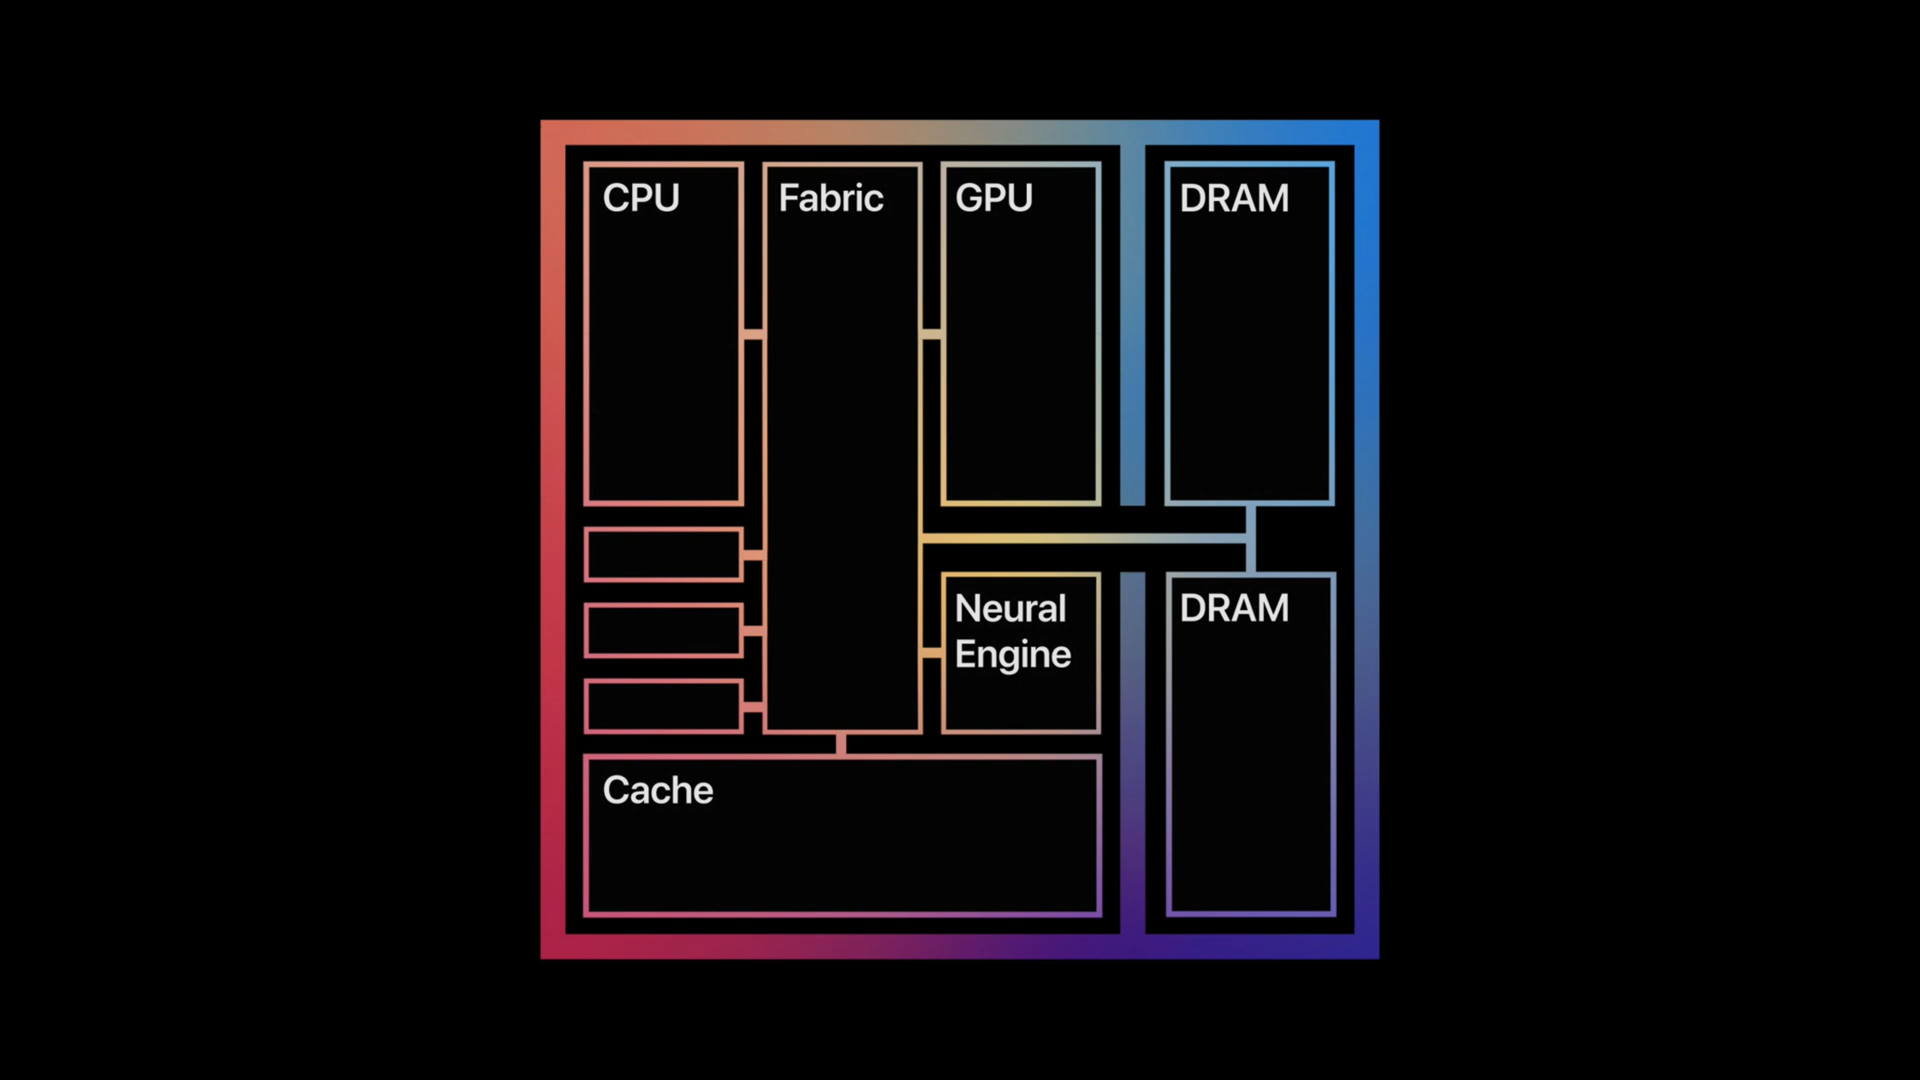 CPU
Fabric
GPU
DRAM
Neural
Engine
DRAM
Cache